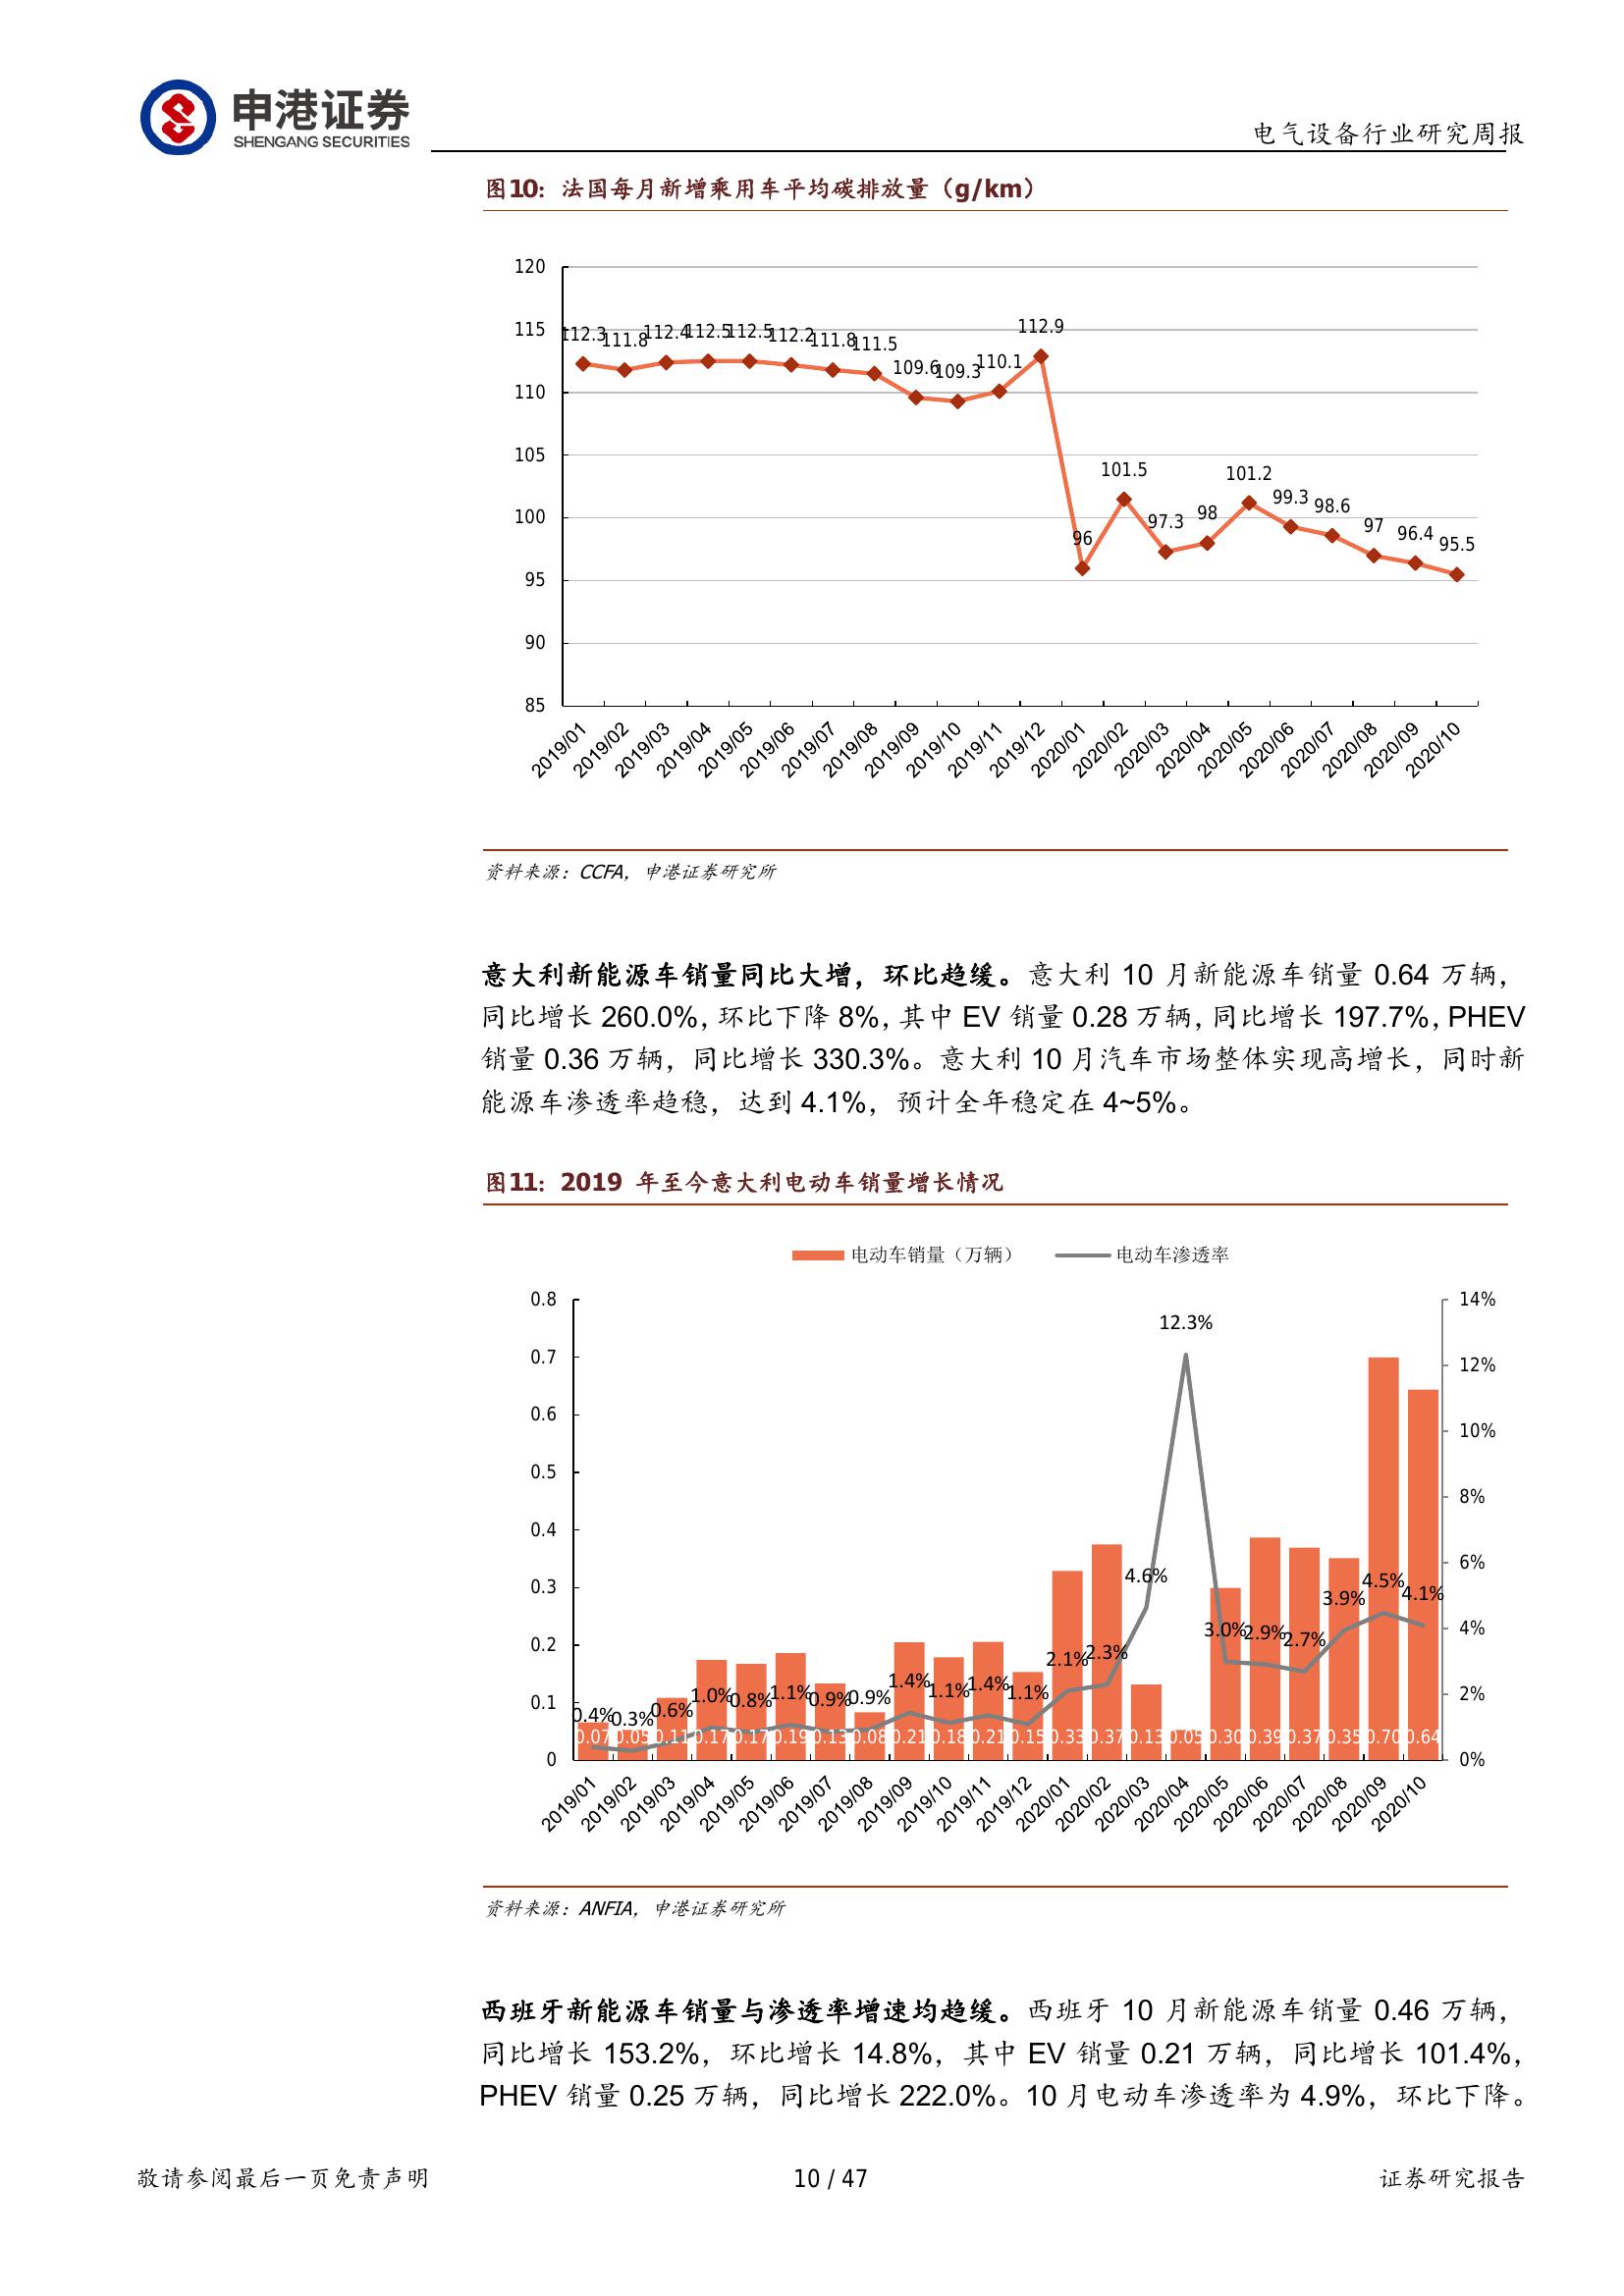 申港证券
SHENGANG SECURITIES
电气设备行业研究周报
图10：法国每月新增乘用车平均碳排放量（g/km）
120
115
110
105
100
95
90
85
112.3 111.8 112.4 112.5 112.5 112.2 111.8 111.5 109.6 109.3 110.1 112.9 96 101.5 97.3 98 101.2 99.3 98.6 97 96.4 95.5
2019/01 2019/02 2019/03 2019/04 2019/05 2019/06 2019/07 2019/08 2019/09 2019/10 2019/11 2019/12 2020/01 2020/02 2020/03 2020/04 2020/05 2020/06 2020/07 2020/08 2020/09 2020/10
资料来源：CCFA，申港证券研究所
意大利新能源车销量同比大增，环比趋缓。意大利 10 月新能源车销量 0.64 万辆，
同比增长 260.0%，环比下降 8%，其中 EV 销量 0.28 万辆，同比增长 197.7%，PHEV
销量 0.36 万辆，同比增长 330.3%。意大利 10 月汽车市场整体实现高增长，同时新
能源车渗透率趋稳，达到 4.1%，预计全年稳定在 4~5%。
图11：2019 年至今意大利电动车销量增长情况
电动车销量（万辆） 电动车渗透率
0.8
0.7
0.6
0.5
0.4
0.3
0.2
0.1
0
14%
12%
10%
8%
6%
4%
2%
0%
0.4% 0.3% 0.6% 1.0% 0.8% 1.1% 0.9% 0.9% 1.4% 1.1% 1.4% 1.1% 2.1% 2.3% 4.6% 12.3% 3.0% 2.9% 2.7% 3.9% 4.5% 4.1%
0.07 0.05 0.11 0.17 0.17 0.19 0.13 0.08 0.21 0.18 0.21 0.15 0.33 0.37 0.13 0.05 0.30 0.39 0.37 0.35 0.70 0.64
2019/01 2019/02 2019/03 2019/04 2019/05 2019/06 2019/07 2019/08 2019/09 2019/10 2019/11 2019/12 2020/01 2020/02 2020/03 2020/04 2020/05 2020/06 2020/07 2020/08 2020/09 2020/10
资料来源：ANFIA，申港证券研究所
西班牙新能源车销量与渗透率增速均趋缓。西班牙 10 月新能源车销量 0.46 万辆，
同比增长 153.2%，环比增长 14.8%，其中 EV 销量 0.21 万辆，同比增长 101.4%，
PHEV 销量 0.25 万辆，同比增长 222.0%。10 月电动车渗透率为 4.9%，环比下降。
敬请参阅最后一页免责声明
10 / 47
证券研究报告